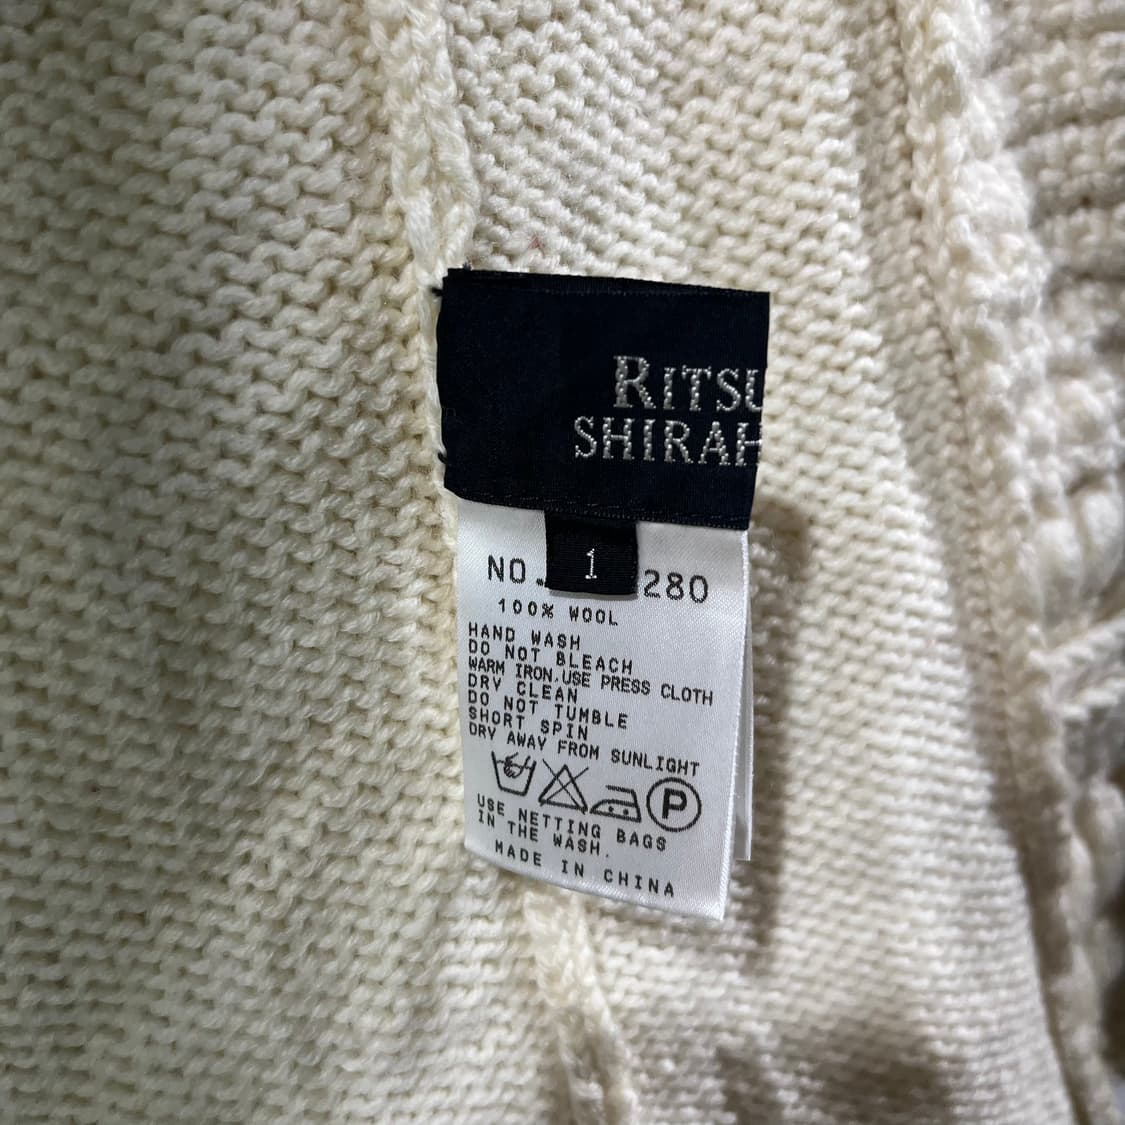 RITSU
SHIRAH
1
NO. 280
100% WOOL
HAND WASH
DO NOT BLEACH
WARM IRON.USE PRESS CLOTH
DRY CLEAN
DO NOT TUMBLE
SHORT SPIN
DRY AWAY FROM SUNLIGHT
P
USE NETTING BAGS
IN THE WASH.
MADE IN CHINA